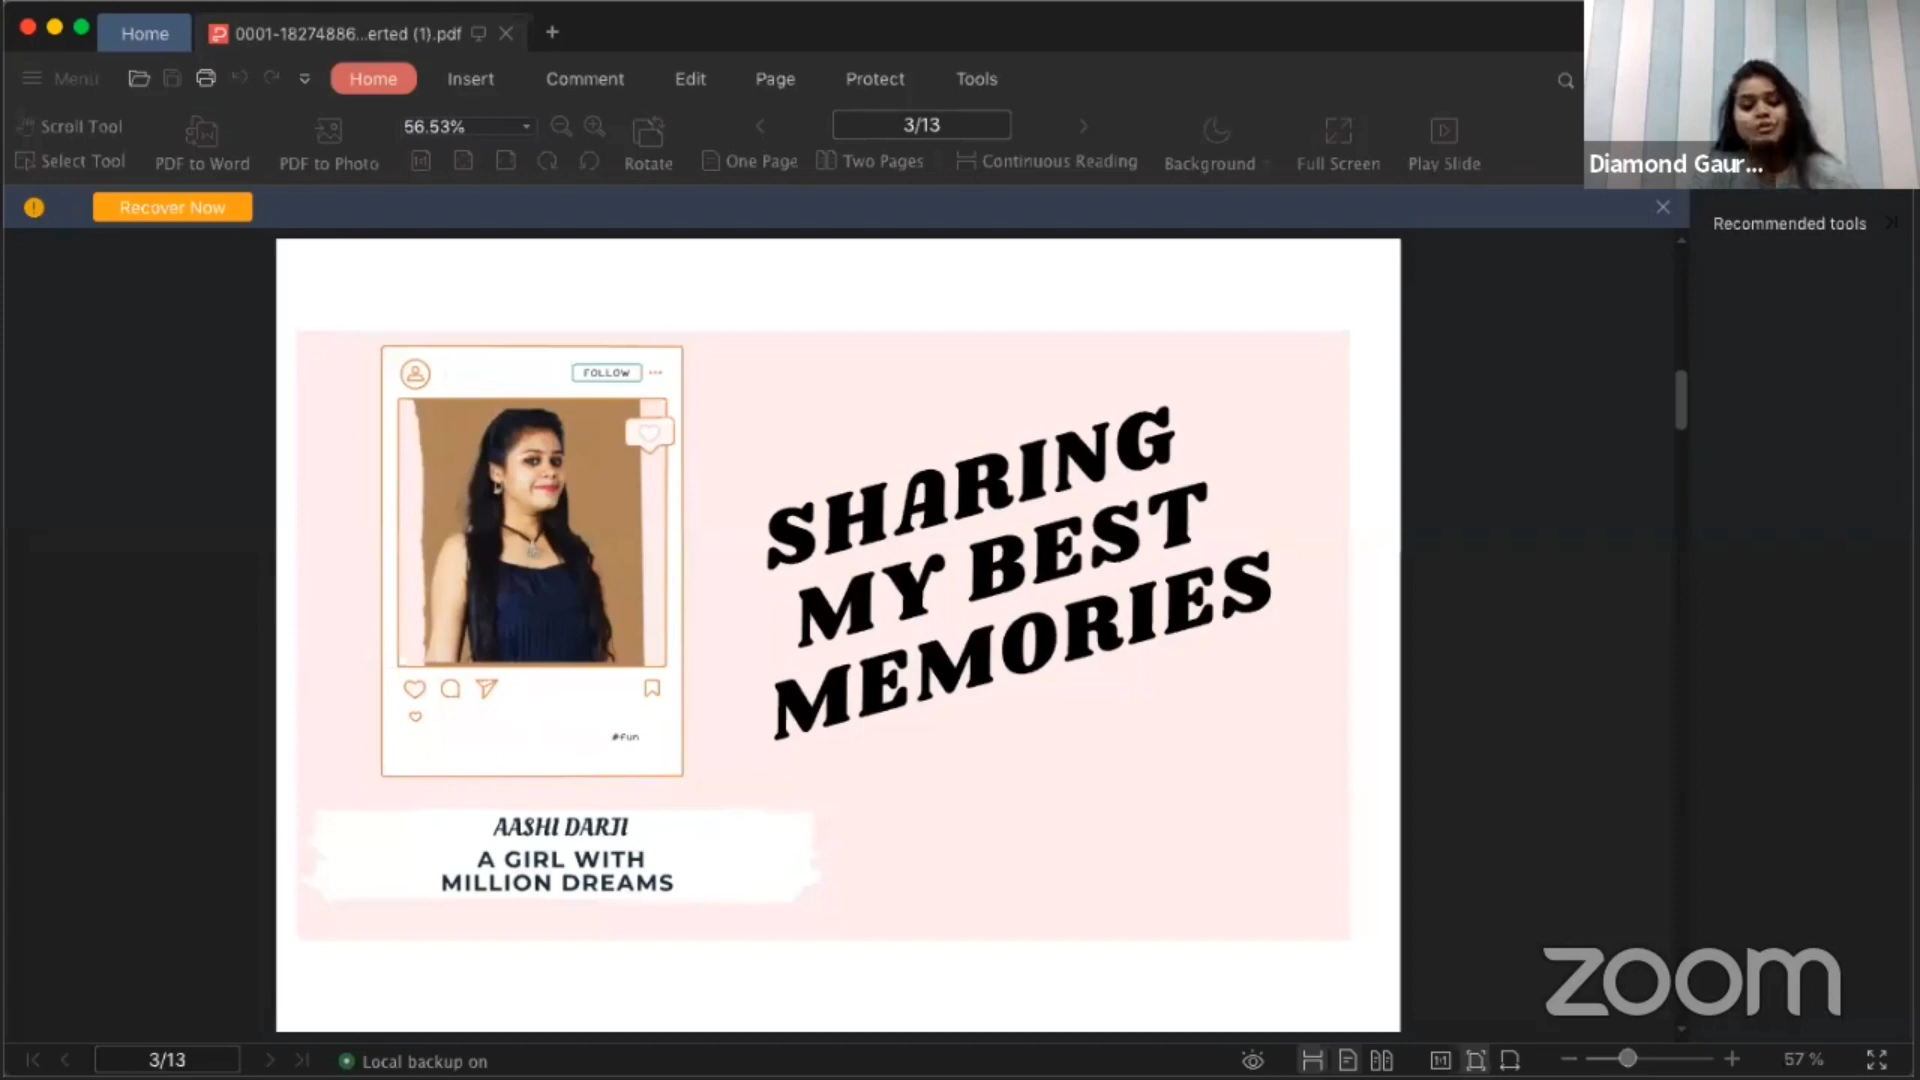 Home
0001-18274886...erted (1).pdf
Menu
Home
Insert
Comment
Edit
Page
Protect
Tools
Scroll Tool
Select Tool
PDF to Word
PDF to Photo
56.53%
Rotate
3/13
One Page
Two Pages
Continuous Reading
Background
Full Screen
Play Slide
Diamond Gaur...
Recover Now
Recommended tools
FOLLOW
#fun
SHARING
MY BEST
MEMORIES
AASHI DARJI
A GIRL WITH
MILLION DREAMS
zoom
3/13
Local backup on
57 %